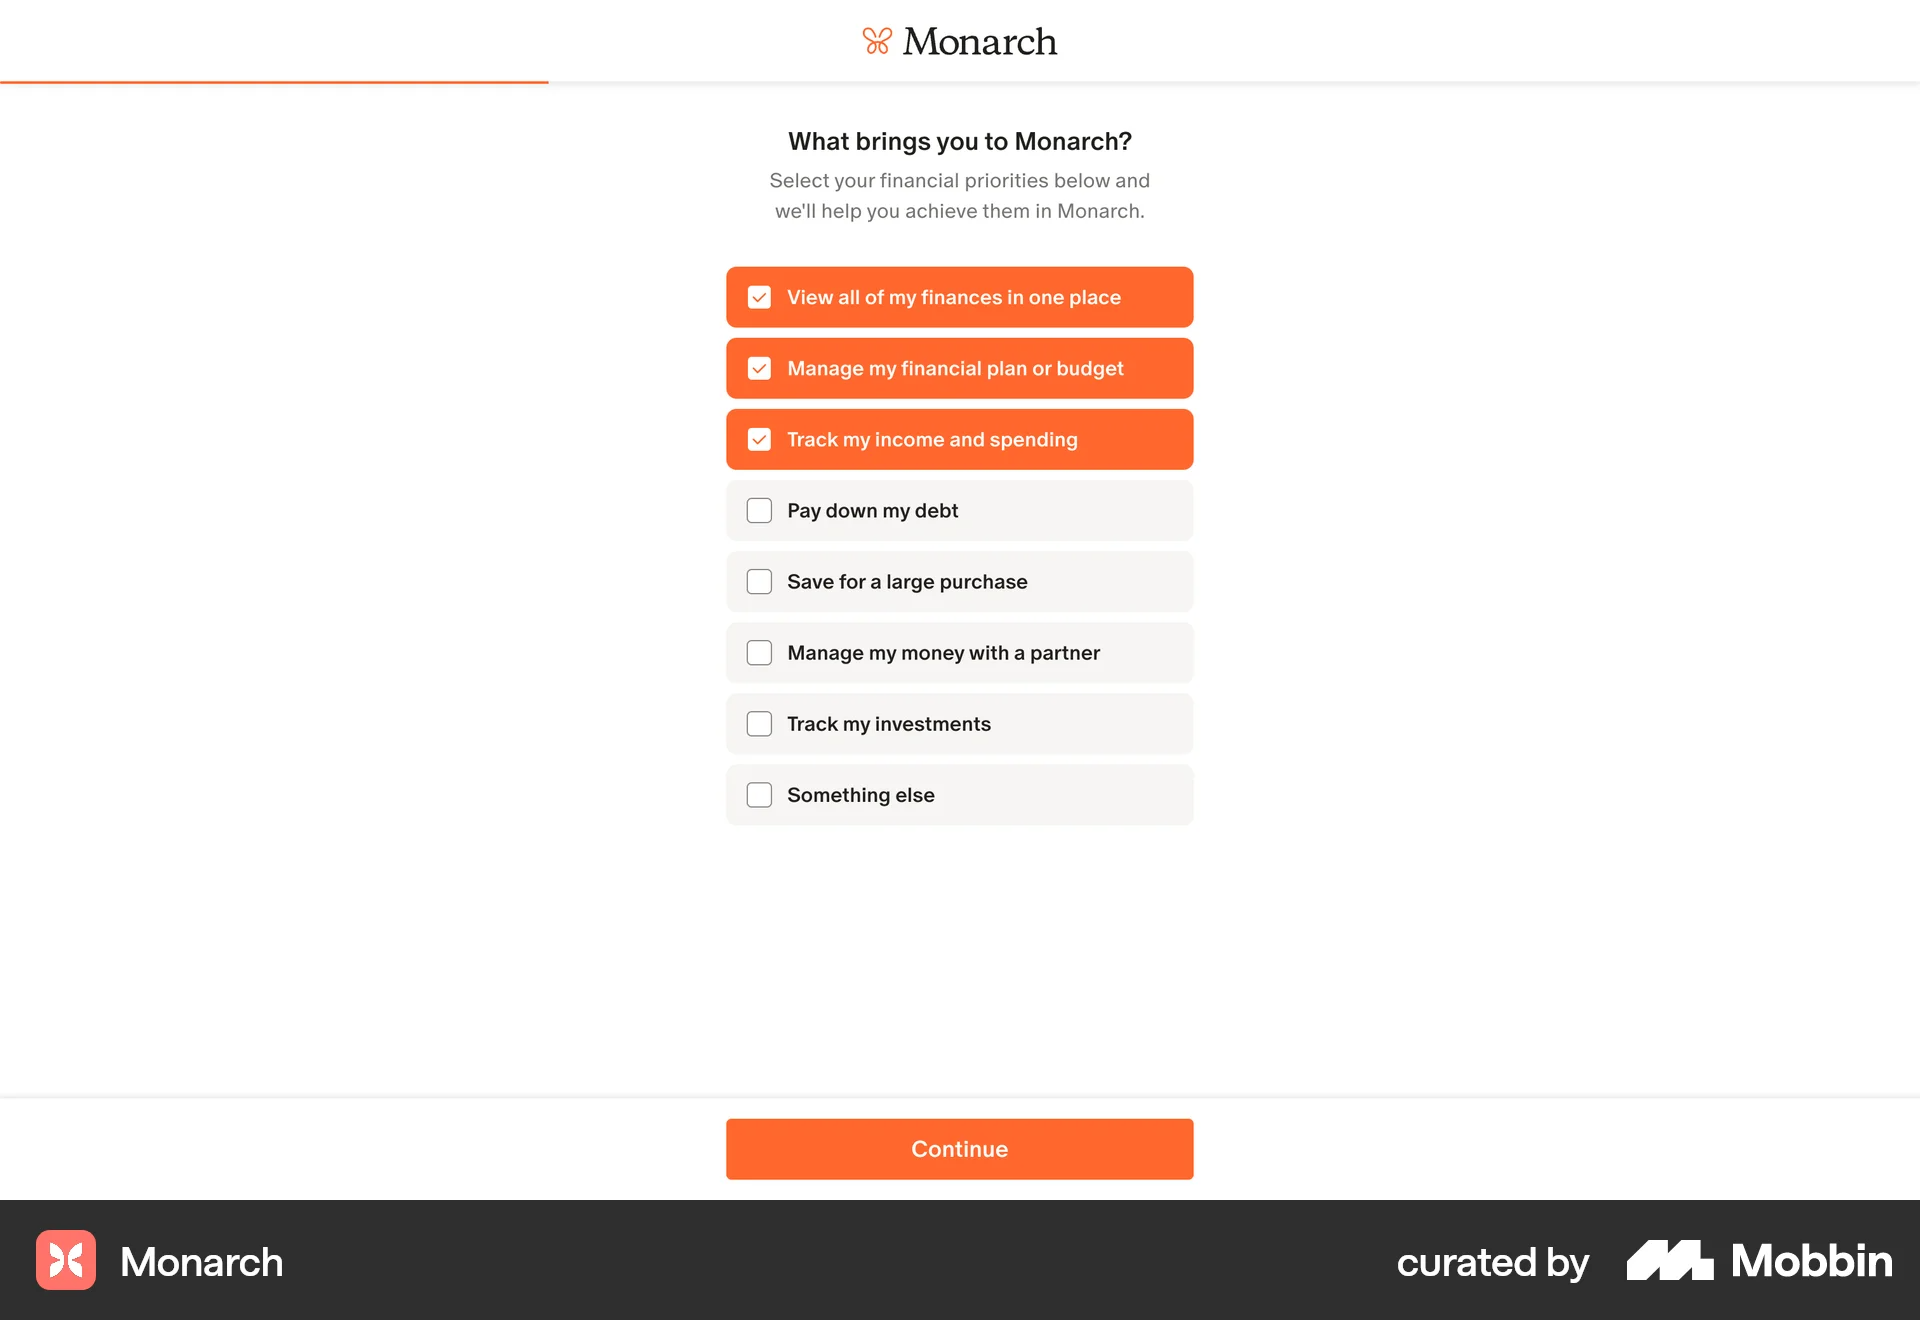 Monarch
What brings you to Monarch?
Select your financial priorities below and
we'll help you achieve them in Monarch.
View all of my finances in one place
Manage my financial plan or budget
Track my income and spending
Pay down my debt
Save for a large purchase
Manage my money with a partner
Track my investments
Something else
Continue
Monarch
curated by Mobbin